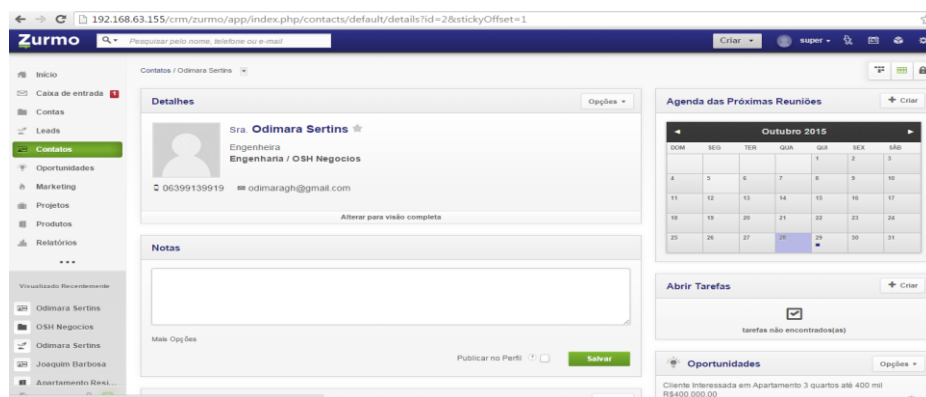 192.168.63.155/crm/zurmo/app/index.php/contacts/default/details?id=2&stickyOffset=1
Zurmo
Pesquisar pelo nome, telefone ou e-mail
Criar
super
Início
Caixa de entrada 1
Contas
Leads
Contatos
Oportunidades
Marketing
Projetos
Produtos
Relatórios
Visualizado Recentemente
Odimara Sertins
OSH Negocios
Odimara Sertins
Joaquim Barbosa
Apartamento Resi...
Contatos / Odimara Sertins
Detalhes
Opções
Sra. Odimara Sertins
Engenheira
Engenharia / OSH Negocios
06399139919 odimaragh@gmail.com
Alterar para visão completa
Notas
Mais Opções
Publicar no Perfil ?
Salvar
Agenda das Próximas Reuniões
+ Criar
Outubro 2015
DOM SEG TER QUA QUI SEX SÁB
1 2 3
4 5 6 7 8 9 10
11 12 13 14 15 16 17
18 19 20 21 22 23 24
25 26 27 28 29 30 31
Abrir Tarefas
+ Criar
tarefas não encontrados(as)
Oportunidades
Opções
Cliente Interessada em Apartamento 3 quartos até 400 mil
R$400.000,00